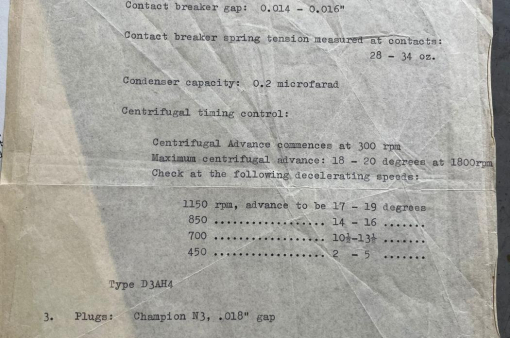 Contact breaker gap: 0.014 - 0.016"
Contact breaker spring tension measured at contacts:
28 - 34 oz.
Condenser capacity: 0.2 microfarad
Centrifugal timing control:
Centrifugal Advance commences at 300 rpm
Maximum centrifugal advance: 18 - 20 degrees at 1800rpm
Check at the following decelerating speeds:
1150 rpm, advance to be 17 - 19 degrees
850 .................. 14 - 16 .......
700 .................. 10½-13½ .......
450 .................. 2 - 5 .......
Type D3AH4
3. Plugs: Champion N3, .018" gap